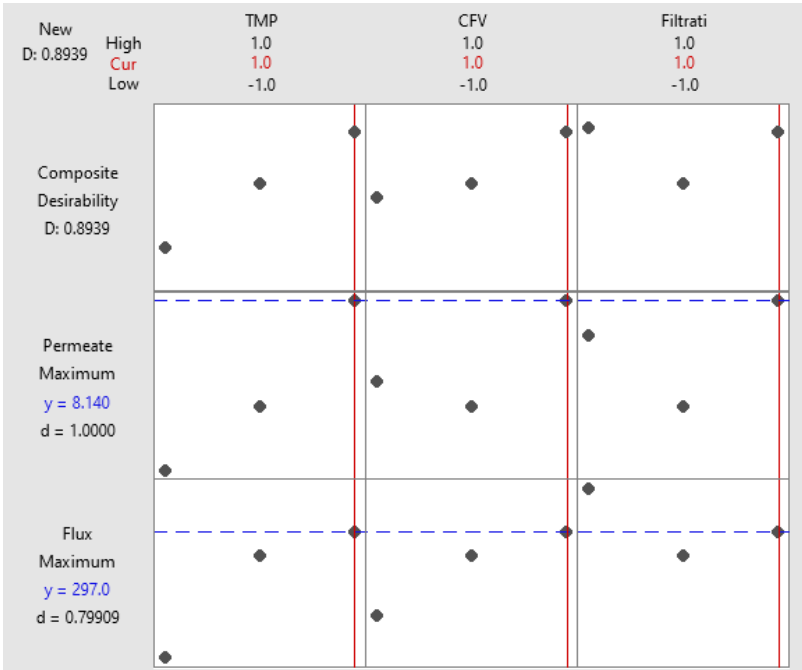 New
D: 0.8939
High
Cur
Low
TMP
1.0
1.0
-1.0
CFV
1.0
1.0
-1.0
Filtrati
1.0
1.0
-1.0
Composite
Desirability
D: 0.8939
Permeate
Maximum
y = 8.140
d = 1.0000
Flux
Maximum
y = 297.0
d = 0.79909